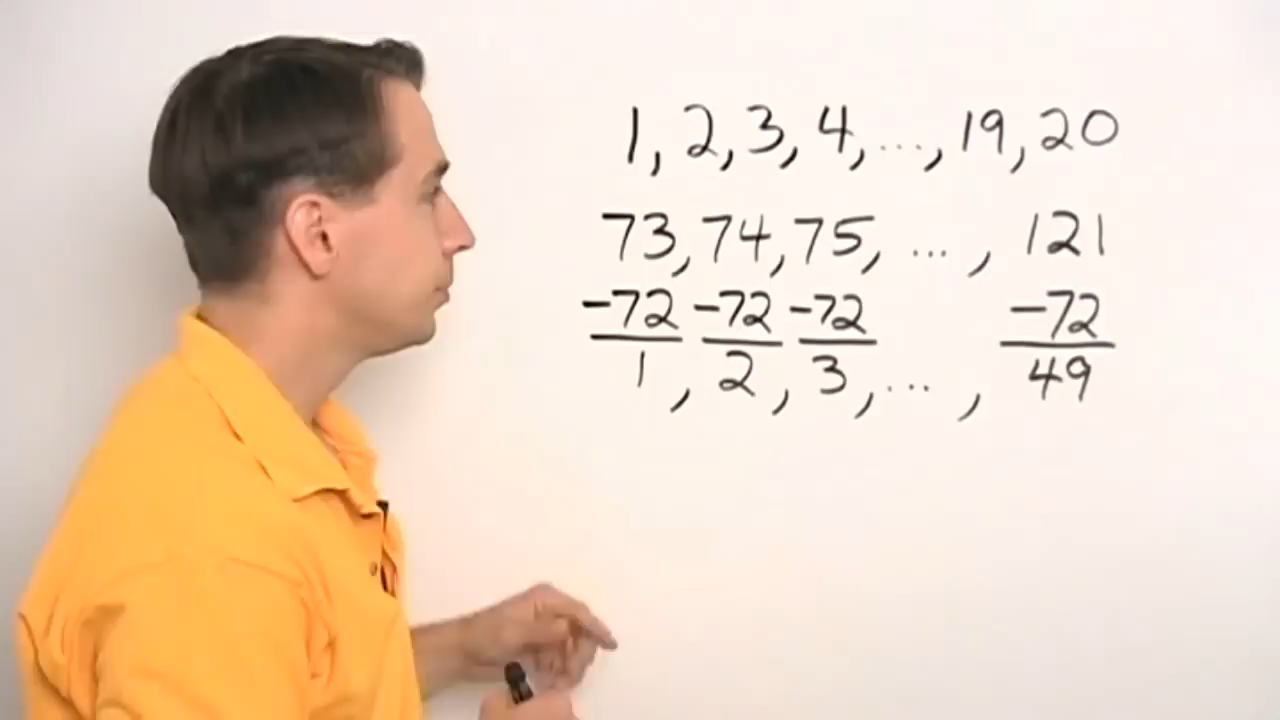 1, 2, 3, 4, ..., 19, 20
73, 74, 75, ..., 121
-72 -72 -72 -72
1, 2, 3, ..., 49